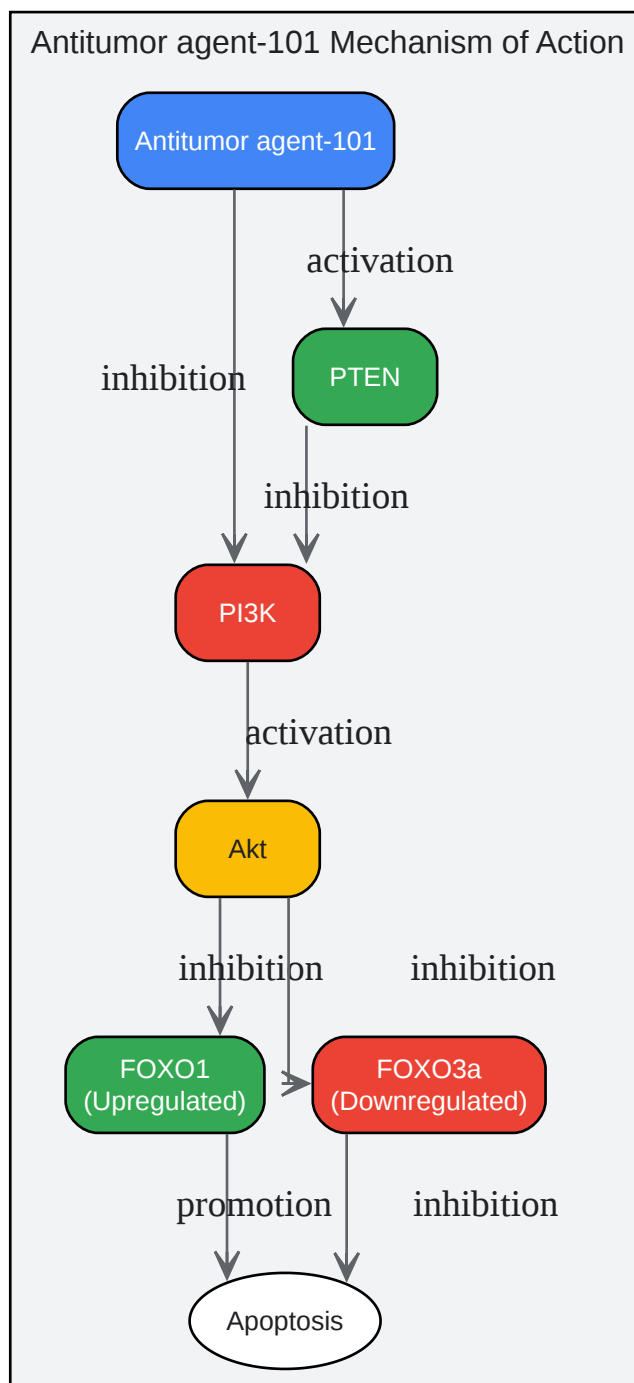 Antitumor agent-101 Mechanism of Action
Antitumor agent-101
activation
PTEN
inhibition
inhibition
PI3K
activation
Akt
inhibition
inhibition
FOXO1
(Upregulated)
FOXO3a
(Downregulated)
promotion
inhibition
Apoptosis